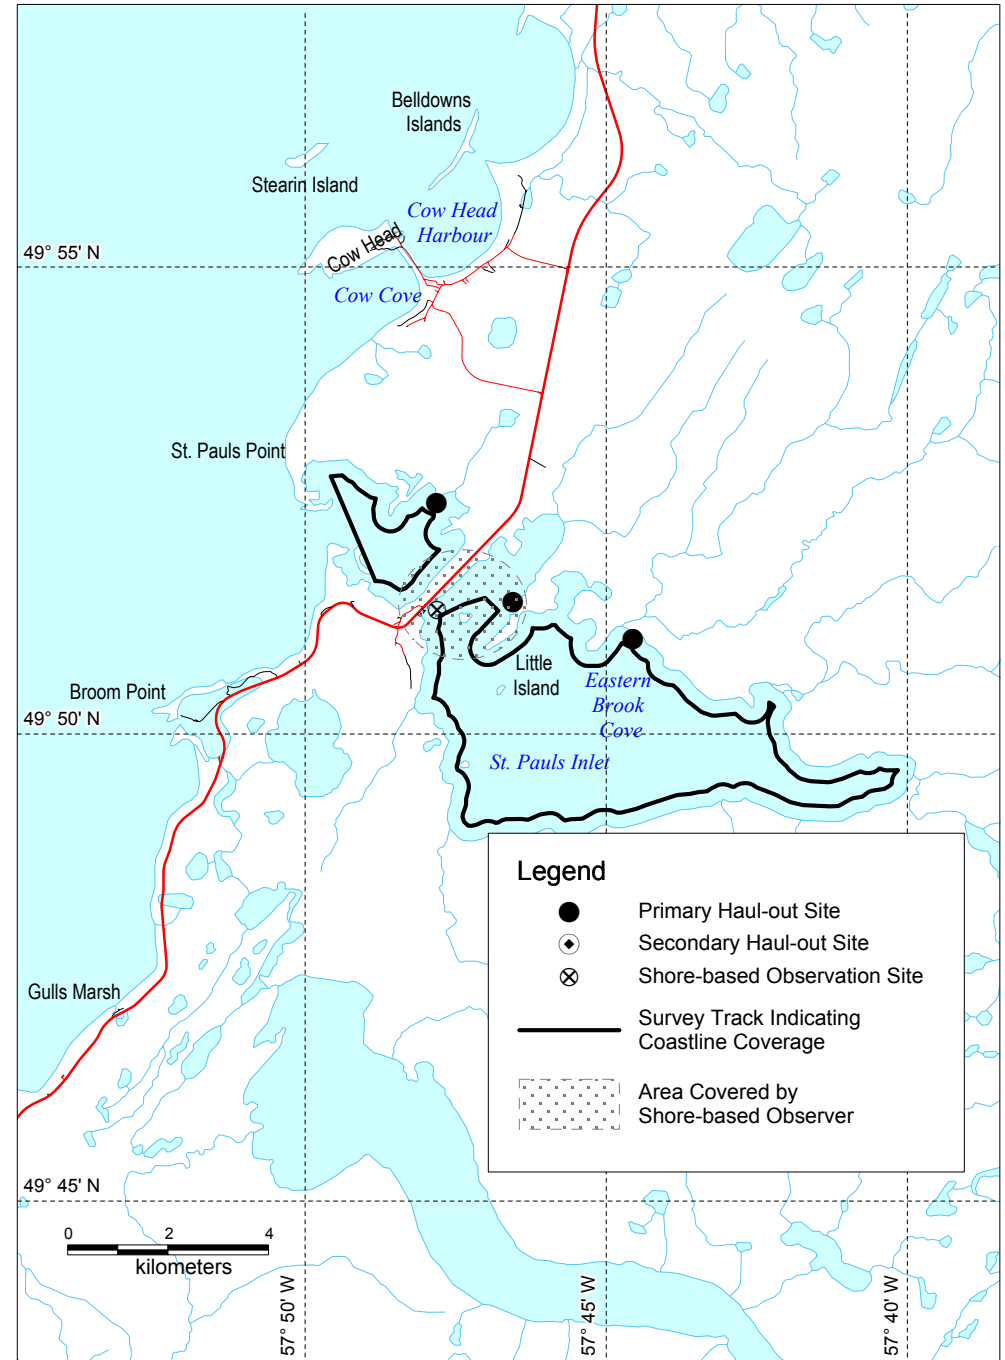 Belldowns
Islands
Stearin Island
Cow Head
Harbour
Cow Head
49° 55' N
Cow Cove
St. Pauls Point
Little
Island
Eastern
Brook
Cove
Broom Point
49° 50' N
St. Pauls Inlet
Legend
Primary Haul-out Site
Secondary Haul-out Site
Shore-based Observation Site
Survey Track Indicating
Coastline Coverage
Area Covered by
Shore-based Observer
Gulls Marsh
49° 45' N
0 2 4
kilometers
57° 50' W
57° 45' W
57° 40' W